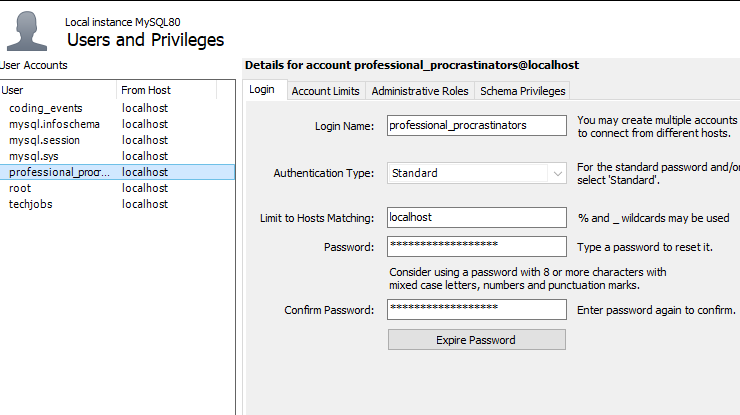 Local instance MySQL80
Users and Privileges
User Accounts
Details for account professional_procrastinators@localhost
User From Host
coding_events localhost
mysql.infoschema localhost
mysql.session localhost
mysql.sys localhost
professional_procr... localhost
root localhost
techjobs localhost
Login Account Limits Administrative Roles Schema Privileges
Login Name: professional_procrastinators You may create multiple accounts
to connect from different hosts.
Authentication Type: Standard For the standard password and/o
select 'Standard'.
Limit to Hosts Matching: localhost % and _ wildcards may be used
Password: ****************** Type a password to reset it.
Consider using a password with 8 or more characters with
mixed case letters, numbers and punctuation marks.
Confirm Password: ****************** Enter password again to confirm.
Expire Password